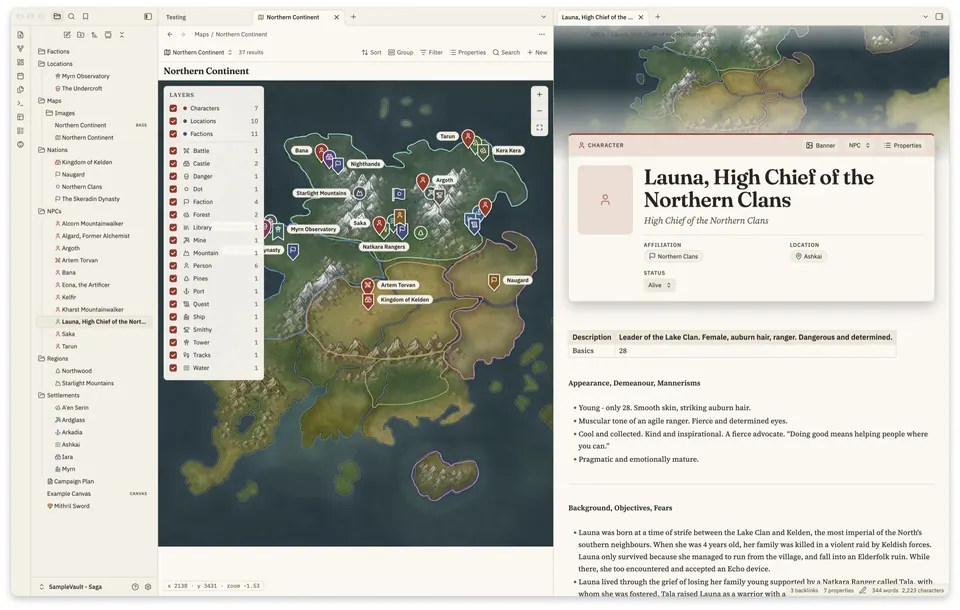 Testing
Northern Continent
Launa, High Chief of the ...
Factions
Locations
Myrn Observatory
The Undercroft
Maps
Images
Northern Continent
BASE
Northern Continent
Nations
Kingdom of Kelden
Naugard
Northern Clans
The Skeradin Dynasty
NPCs
Alcorn Mountainwalker
Algard, Former Alchemist
Argoth
Artem Torvan
Bana
Eona, the Artificer
Kelfir
Kharst Mountainwalker
Launa, High Chief of the Nort...
Saka
Tarun
Regions
Northwood
Starlight Mountains
Settlements
A'en Serin
Ardglass
Arkadia
Ashkai
Iara
Myrn
Campaign Plan
Example Canvas
CANVAS
Mithril Sword
SampleVault - Saga
Maps / Northern Continent
Northern Continent
37 results
Sort
Group
Filter
Properties
Search
New
Northern Continent
LAYERS
Characters 7
Locations 10
Factions 11
Battle 1
Castle 2
Danger 1
Dot 1
Faction 4
Forest 2
Library 1
Mine 1
Mountain 1
Person 6
Pines 1
Port 1
Quest 1
Ship 1
Smithy 1
Tower 1
Tracks 1
Water 1
Bana
Nighthands
Tarun
Kera Kera
Starlight Mountains
Argoth
Saka
Myrn Observatory
Natkara Rangers
ynasty
Artem Torvan
Kingdom of Kelden
Naugard
x 2138 · y 3431 · zoom -1.53
CHARACTER
Banner
NPC
Properties
Launa, High Chief of the
Northern Clans
High Chief of the Northern Clans
AFFILIATION
LOCATION
Northern Clans
Ashkai
STATUS
Alive
Description Leader of the Lake Clan. Female, auburn hair, ranger. Dangerous and determined.
Basics 28
Appearance, Demeanour, Mannerisms
• Young - only 28. Smooth skin, striking auburn hair.
• Muscular tone of an agile ranger. Fierce and determined eyes.
• Cool and collected. Kind and inspirational. A fierce advocate. "Doing good means helping people where
you can."
• Pragmatic and emotionally mature.
Background, Objectives, Fears
• Launa was born at a time of strife between the Lake Clan and Kelden, the most imperial of the North's
southern neighbours. When she was 4 years old, her family was killed in a violent raid by Keldish forces.
Launa only survived because she managed to run from the village, and fall into an Elderfolk ruin. While
there, she too encountered and accepted an Echo device.
• Launa lived through the grief of losing her family young supported by a Natkara Ranger called Tala, with
whom she was fostered. Tala raised Launa as a warrior with a
3 backlinks 7 properties 344 words 2,223 characters